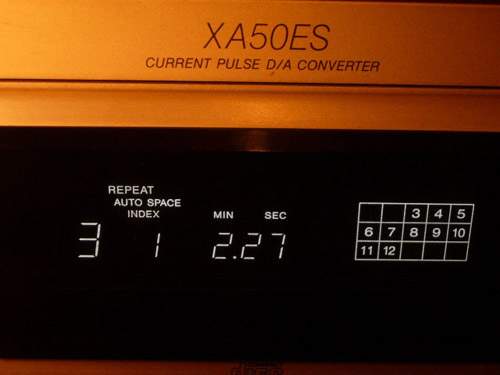 XA50ES
CURRENT PULSE D/A CONVERTER
REPEAT
AUTO SPACE
INDEX MIN SEC
3 1 2.27
3 4 5
6 7 8 9 10
11 12